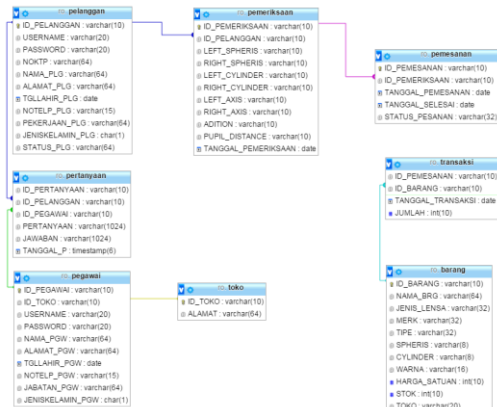 pelanggan
ID_PELANGGAN : varchar(10)
USERNAME : varchar(20)
PASSWORD : varchar(20)
NOKTP : varchar(64)
NAMA_PLG : varchar(64)
ALAMAT_PLG : varchar(64)
TGLLAHIR_PLG : date
NOTELP_PLG : varchar(15)
PEKERJAAN_PLG : varchar(64)
JENISKELAMIN_PLG : char(1)
STATUS_PLG : varchar(64)
pemeriksaan
ID_PEMERIKSAAN : varchar(10)
ID_PELANGGAN : varchar(10)
LEFT_SPHERIS : varchar(10)
RIGHT_SPHERIS : varchar(10)
LEFT_CYLINDER : varchar(10)
RIGHT_CYLINDER : varchar(10)
LEFT_AXIS : varchar(10)
RIGHT_AXIS : varchar(10)
ADITION : varchar(10)
PUPIL_DISTANCE : varchar(10)
TANGGAL_PEMERIKSAAN : date
pemesanan
ID_PEMESANAN : varchar(10)
ID_PEMERIKSAAN : varchar(10)
TANGGAL_PEMESANAN : date
TANGGAL_SELESAI : date
STATUS_PESANAN : varchar(32)
pertanyaan
ID_PERTANYAAN : varchar(10)
ID_PELANGGAN : varchar(10)
ID_PEGAWAI : varchar(10)
PERTANYAAN : varchar(1024)
JAWABAN : varchar(1024)
TANGGAL_P : timestamp(6)
transaksi
ID_PEMESANAN : varchar(10)
ID_BARANG : varchar(10)
TANGGAL_TRANSAKSI : date
JUMLAH : int(10)
pegawai
ID_PEGAWAI : varchar(10)
ID_TOKO : varchar(10)
USERNAME : varchar(20)
PASSWORD : varchar(20)
NAMA_PGW : varchar(64)
ALAMAT_PGW : varchar(64)
TGLLAHIR_PGW : date
NOTELP_PGW : varchar(15)
JABATAN_PGW : varchar(64)
JENISKELAMIN_PGW : char(1)
toko
ID_TOKO : varchar(10)
ALAMAT : varchar(64)
barang
ID_BARANG : varchar(10)
NAMA_BRG : varchar(64)
JENIS_LENSA : varchar(32)
MERK : varchar(32)
TIPE : varchar(32)
SPHERIS : varchar(8)
CYLINDER : varchar(8)
WARNA : varchar(16)
HARGA_SATUAN : int(10)
STOK : int(10)
TOKO : varchar(20)